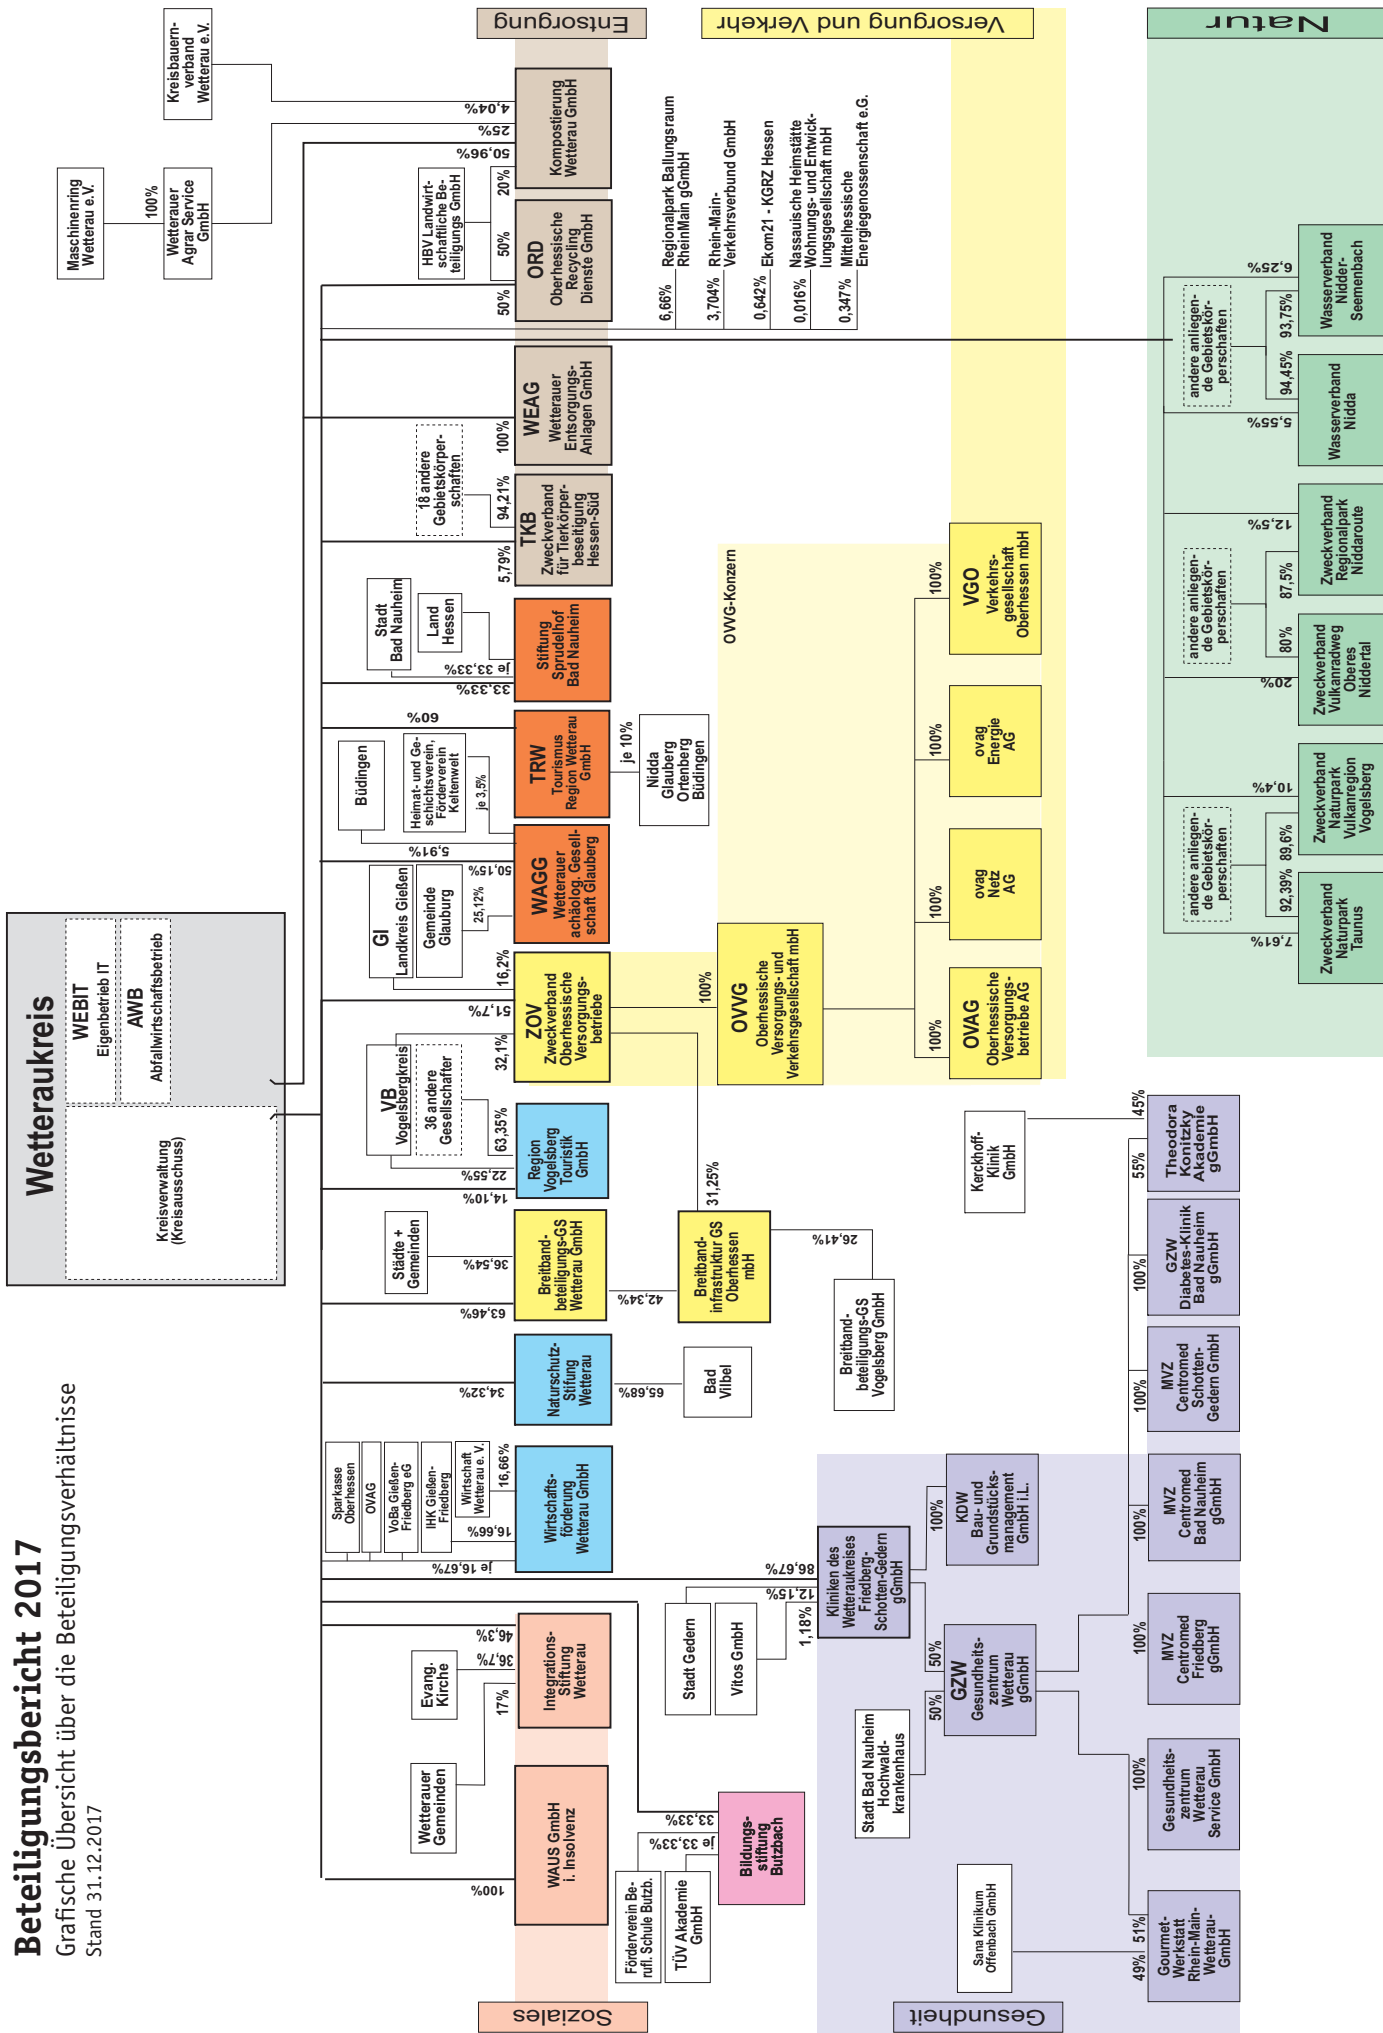 Beteiligungsbericht 2017
Grafische Übersicht über die Beteiligungsverhältnisse
Stand 31.12.2017
Wetteraukreis
Kreisverwaltung
(Kreisausschuss)
WEBIT
Eigenbetrieb IT
AWB
Abfallwirtschaftsbetrieb
Maschinenring
Wetterau e.V.
100%
Wetterauer
Agrar Service
GmbH
Kreisbauern-
verband
Wetterau e.V.
Soziales
Wetterauer
Gemeinden
Evang.
Kirche
100%
17%
36,7%
46,3%
WAUS GmbH
i. Insolvenz
Integrations-
Stiftung
Wetterau
Förderverein Be-
rufl. Schule Butzb.
TÜV Akademie
GmbH
je 33,33%
33,33%
Bildungs-
stiftung
Butzbach
Sparkasse
Oberhessen
OVAG
VoBa Gießen-
Friedberg eG
IHK Gießen-
Friedberg
Wirtschaft
Wetterau e. V.
je 16,67%
16,66%
16,66%
Wirtschafts-
förderung
Wetterau GmbH
34,32%
Naturschutz-
Stifung
Wetterau
65,68%
Bad
Vilbel
Städte +
Gemeinden
63,46%
36,54%
Breitband-
beteiligungs-GS
Wetterau GmbH
42,34%
31,25%
Breitband-
infrastruktur GS
Oberhessen
mbH
26,41%
Breitband-
beteiligungs-GS
Vogelsberg GmbH
VB
Vogelsbergkreis
36 andere
Gesellschafter
14,10%
22,55%
63,35%
Region
Vogelsberg
Touristik
GmbH
GI
Landkreis Gießen
Gemeinde
Glauburg
32,1%
51,7%
16,2%
ZOV
Zweckverband
Oberhessische
Versorgungs-
betriebe
Büdingen
Heimat- und Ge-
schichtsverein,
Förderverein
Keltenwelt
25,12%
50,15%
5,91%
je 3,5%
WAGG
Wetterauer
achäolog. Gesell-
schaft Glauberg
60%
TRW
Tourismus
Region Wetterau
GmbH
je 10%
Nidda
Glauberg
Ortenberg
Büdingen
Stadt
Bad Nauheim
Land
Hessen
33,33%
je 33,33%
Stiftung
Sprudelhof
Bad Nauheim
Entsorgung
18 andere
Gebietskörper-
schaften
5,79%
94,21%
TKB
Zweckverband
für Tierkörper-
beseitigung
Hessen-Süd
100%
WEAG
Wetterauer
Entsorgungs-
Anlagen GmbH
HBV Landwirt-
schaftliche Be-
teiligungs GmbH
50%
50%
20%
ORD
Oberhessische
Recycling
Dienste GmbH
50,96%
25%
4,04%
Kompostierung
Wetterau GmbH
6,66%
Regionalpark Ballungsraum
RheinMain gGmbH
3,704%
Rhein-Main-
Verkehrsverbund GmbH
0,642%
Ekom21 - KGRZ Hessen
0,016%
Nassauische Heimstätte
Wohnungs- und Entwick-
lungsgesellschaft mbH
0,347%
Mittelhessische
Energiegenossenschaft e.G.
Versorgung und Verkehr
OVVG-Konzern
100%
OVVG
Oberhessische
Versorgungs- und
Verkehrsgesellschaft mbH
100%
100%
100%
100%
OVAG
Oberhessische
Versorgungs-
betriebe AG
ovag
Netz
AG
ovag
Energie
AG
VGO
Verkehrs-
gesellschaft
Oberhessen mbH
Gesundheit
Stadt Gedern
Vitos GmbH
1,18%
12,15%
86,67%
Kliniken des
Wetteraukreises
Friedberg-
Schotten-Gedern
gGmbH
100%
KDW
Bau- und
Grundstücks-
management
GmbH i.L.
Stadt Bad Nauheim
Hochwald-
krankenhaus
50%
50%
GZW
Gesundheits-
zentrum
Wetterau
gGmbH
Sana Klinikum
Offenbach GmbH
Kerckhoff-
Klinik
GmbH
49%
51%
100%
100%
100%
100%
100%
55%
45%
Gourmet-
Werkstatt
Rhein-Main-
Wetterau-
GmbH
Gesundheits-
zentrum
Wetterau
Service GmbH
MVZ
Centromed
Friedberg
gGmbH
MVZ
Centromed
Bad Nauheim
gGmbH
MVZ
Centromed
Schotten-
Gedern GmbH
GZW
Diabetes-Klinik
Bad Nauheim
gGmbH
Theodora
Konitzky
Akademie
gGmbH
Natur
andere anliegen-
de Gebietskör-
perschaften
7,61%
92,39%
89,6%
10,4%
Zweckverband
Naturpark
Taunus
Zweckverband
Naturpark
Vulkanregion
Vogelsberg
andere anliegen-
de Gebietskör-
perschaften
20%
80%
87,5%
12,5%
Zweckverband
Vulkanradweg
Oberes
Niddertal
Zweckverband
Regionalpark
Niddaroute
andere anliegen-
de Gebietskör-
perschaften
5,55%
94,45%
93,75%
6,25%
Wasserverband
Nidda
Wasserverband
Nidder-
Seemenbach